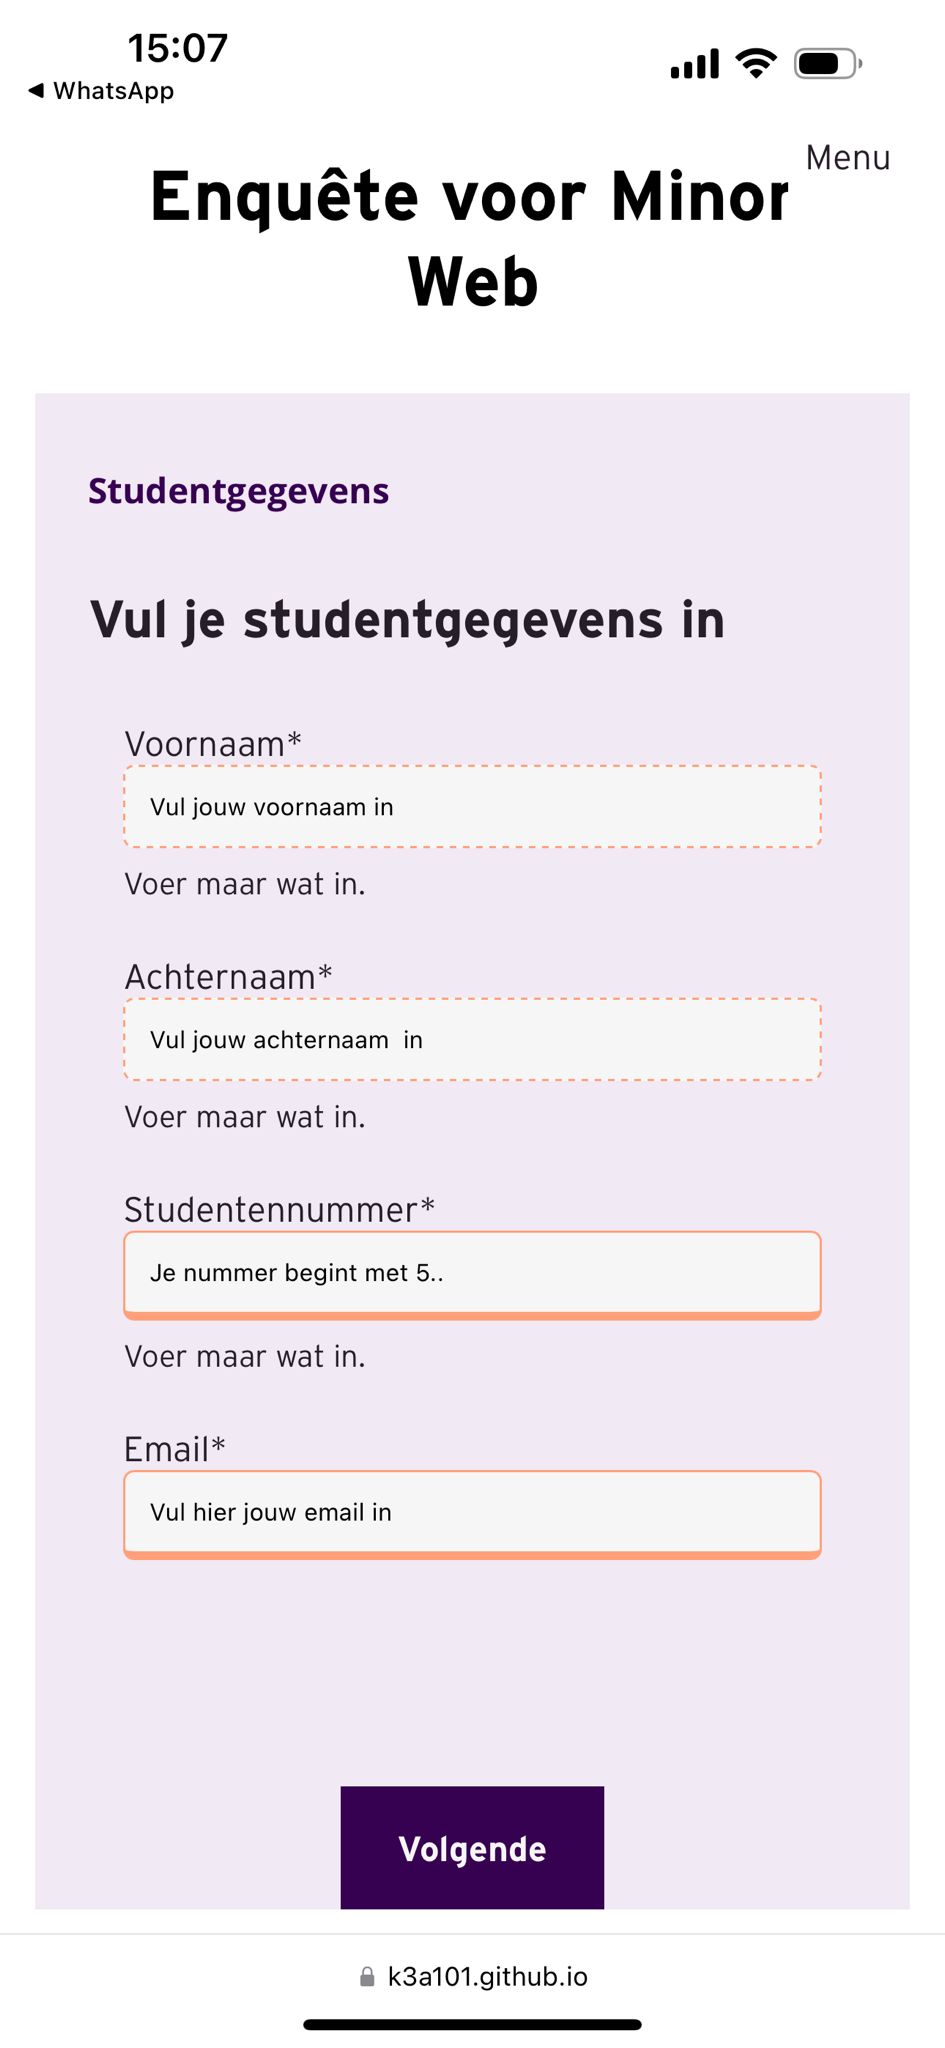 15:07
◀ WhatsApp
Menu
Enquête voor Minor
Web
Studentgegevens
Vul je studentgegevens in
Voornaam*
Vul jouw voornaam in
Voer maar wat in.
Achternaam*
Vul jouw achternaam  in
Voer maar wat in.
Studentennummer*
Je nummer begint met 5..
Voer maar wat in.
Email*
Vul hier jouw email in
Volgende
k3a101.github.io